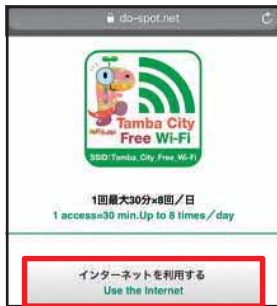 do-spot.net
Tamba City
Free Wi-Fi
SSID:Tamba_City_Free_Wi-Fi
1回最大30分×8回／日
1 access=30 min.Up to 8 times／day
インターネットを利用する
Use the Internet